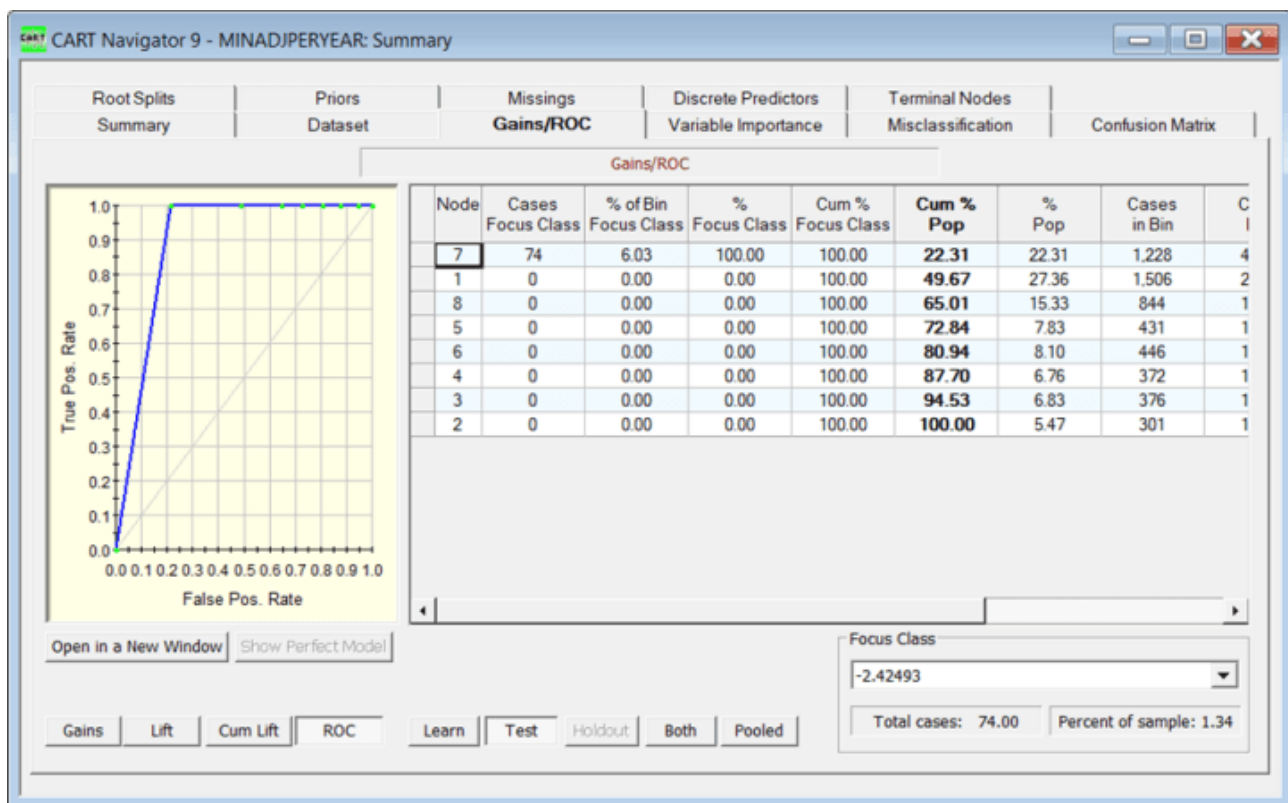 CART Navigator 9 - MINADJPERYEAR: Summary
Root Splits Priors Missings Discrete Predictors Terminal Nodes
Summary Dataset Gains/ROC Variable Importance Misclassification Confusion Matrix
Gains/ROC
Node Cases % of Bin % Cum % Cum % % Cases C
Focus Class Focus Class Focus Class Focus Class Pop Pop in Bin
7 74 6.03 100.00 100.00 22.31 22.31 1,228 4
1 0 0.00 0.00 100.00 49.67 27.36 1,506 2
8 0 0.00 0.00 100.00 65.01 15.33 844 1
5 0 0.00 0.00 100.00 72.84 7.83 431 1
6 0 0.00 0.00 100.00 80.94 8.10 446 1
4 0 0.00 0.00 100.00 87.70 6.76 372 1
3 0 0.00 0.00 100.00 94.53 6.83 376 1
2 0 0.00 0.00 100.00 100.00 5.47 301 1
True Pos. Rate
1.0
0.9
0.8
0.7
0.6
0.5
0.4
0.3
0.2
0.1
0.0
0.0 0.1 0.2 0.3 0.4 0.5 0.6 0.7 0.8 0.9 1.0
False Pos. Rate
Open in a New Window Show Perfect Model
Focus Class
-2.42493
Total cases: 74.00 Percent of sample: 1.34
Gains Lift Cum Lift ROC Learn Test Holdout Both Pooled